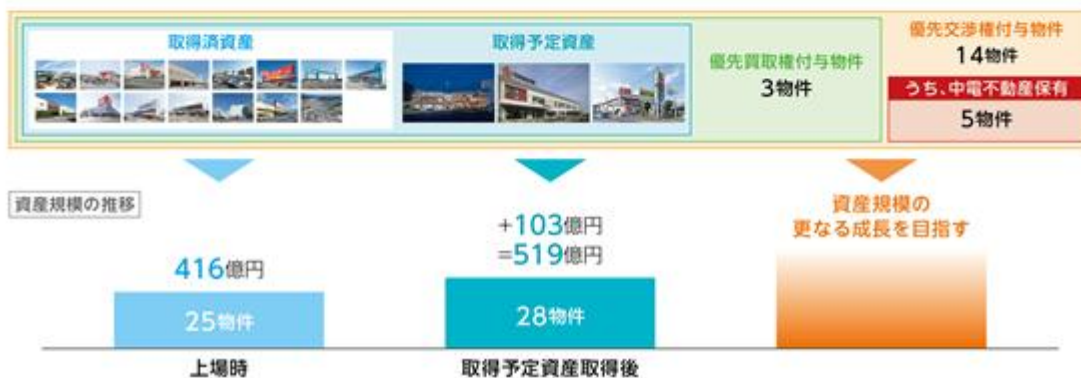 取得済資産
取得予定資産
優先買取権付与物件
3物件
優先交渉権付与物件
14物件
うち、中電不動産保有
5物件
資産規模の推移
416億円
25物件
上場時
+103億円
=519億円
28物件
取得予定資産取得後
資産規模の
更なる成長を目指す